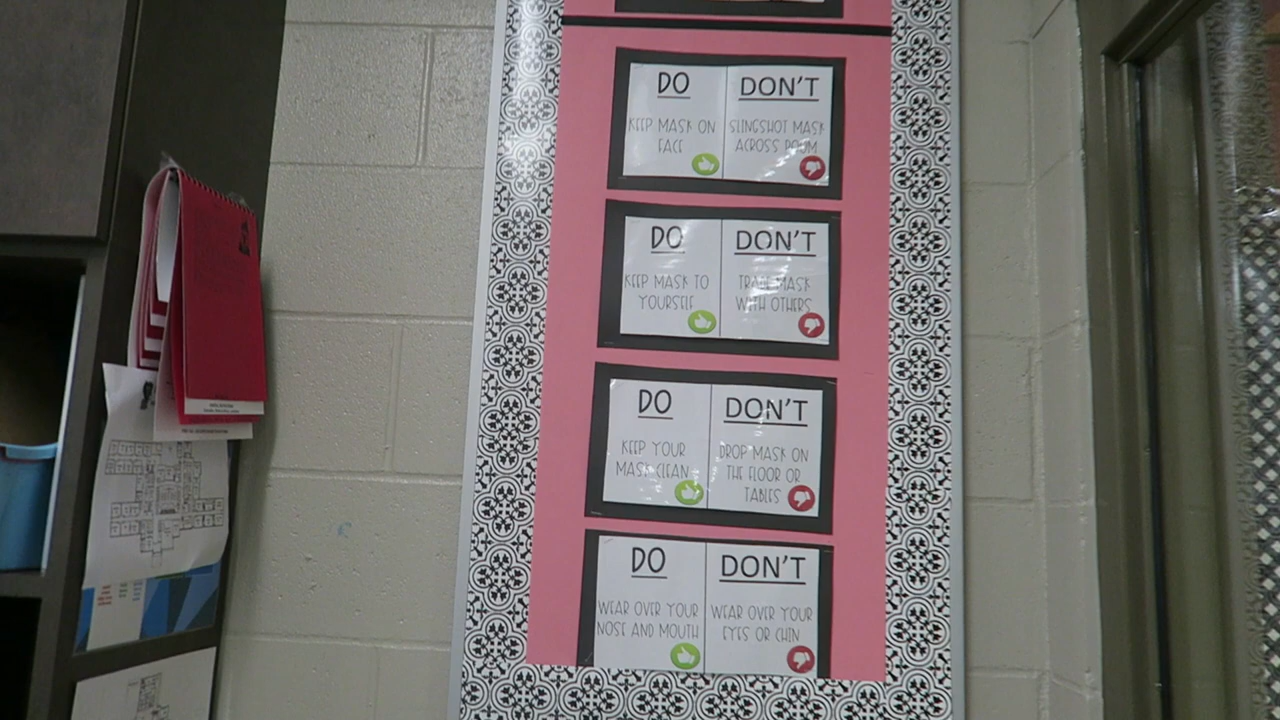 DO
KEEP MASK ON
FACE
DON'T
SLINGSHOT MASK
ACROSS ROOM
DO
KEEP MASK TO
YOURSELF
DON'T
TRADE MASK
WITH OTHERS
DO
KEEP YOUR
MASK CLEAN
DON'T
DROP MASK ON
THE FLOOR OR
TABLES
DO
WEAR OVER YOUR
NOSE AND MOUTH
DON'T
WEAR OVER YOUR
EYES OR CHIN